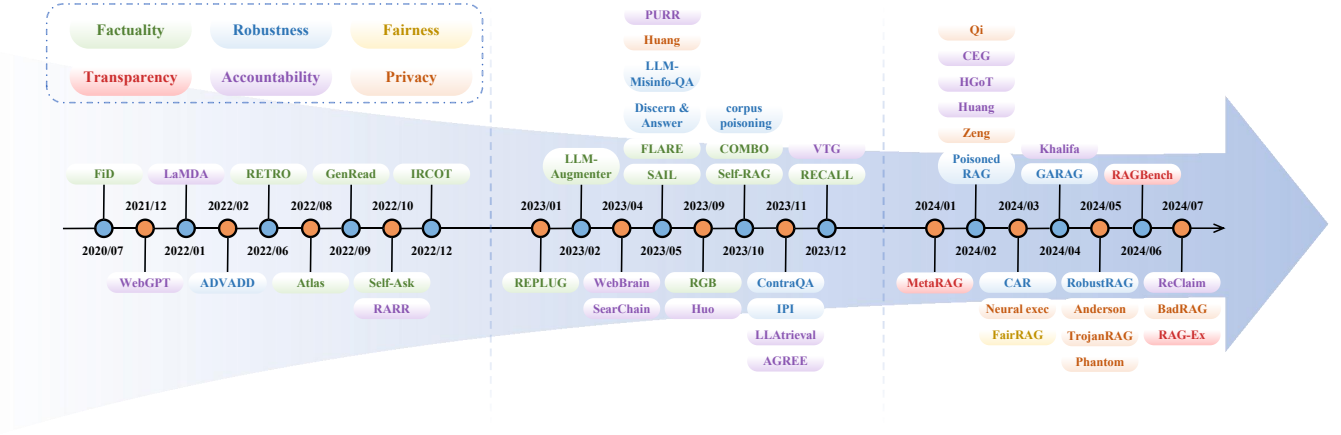 Factuality
Robustness
Fairness
Transparency
Accountability
Privacy
PURR
Huang
LLM-
Misinfo-QA
Discern &
Answer
FLARE
SAIL
corpus
poisoning
COMBO
Self-RAG
VTG
RECALL
LLM-
Augmenter
Qi
CEG
HGoT
Huang
Zeng
Poisoned
RAG
Khalifa
GARAG
RAGBench
FiD
LaMDA
RETRO
GenRead
IRCOT
2021/12
2022/02
2022/08
2022/10
2023/01
2023/04
2023/09
2023/11
2024/01
2024/03
2024/05
2024/07
2020/07
2022/01
2022/06
2022/09
2022/12
2023/02
2023/05
2023/10
2023/12
2024/02
2024/04
2024/06
WebGPT
ADVADD
Atlas
Self-Ask
RARR
REPLUG
WebBrain
SearChain
RGB
Huo
ContraQA
IPI
LLAtrieval
AGREE
MetaRAG
CAR
Neural exec
FairRAG
RobustRAG
Anderson
TrojanRAG
Phantom
ReClaim
BadRAG
RAG-Ex